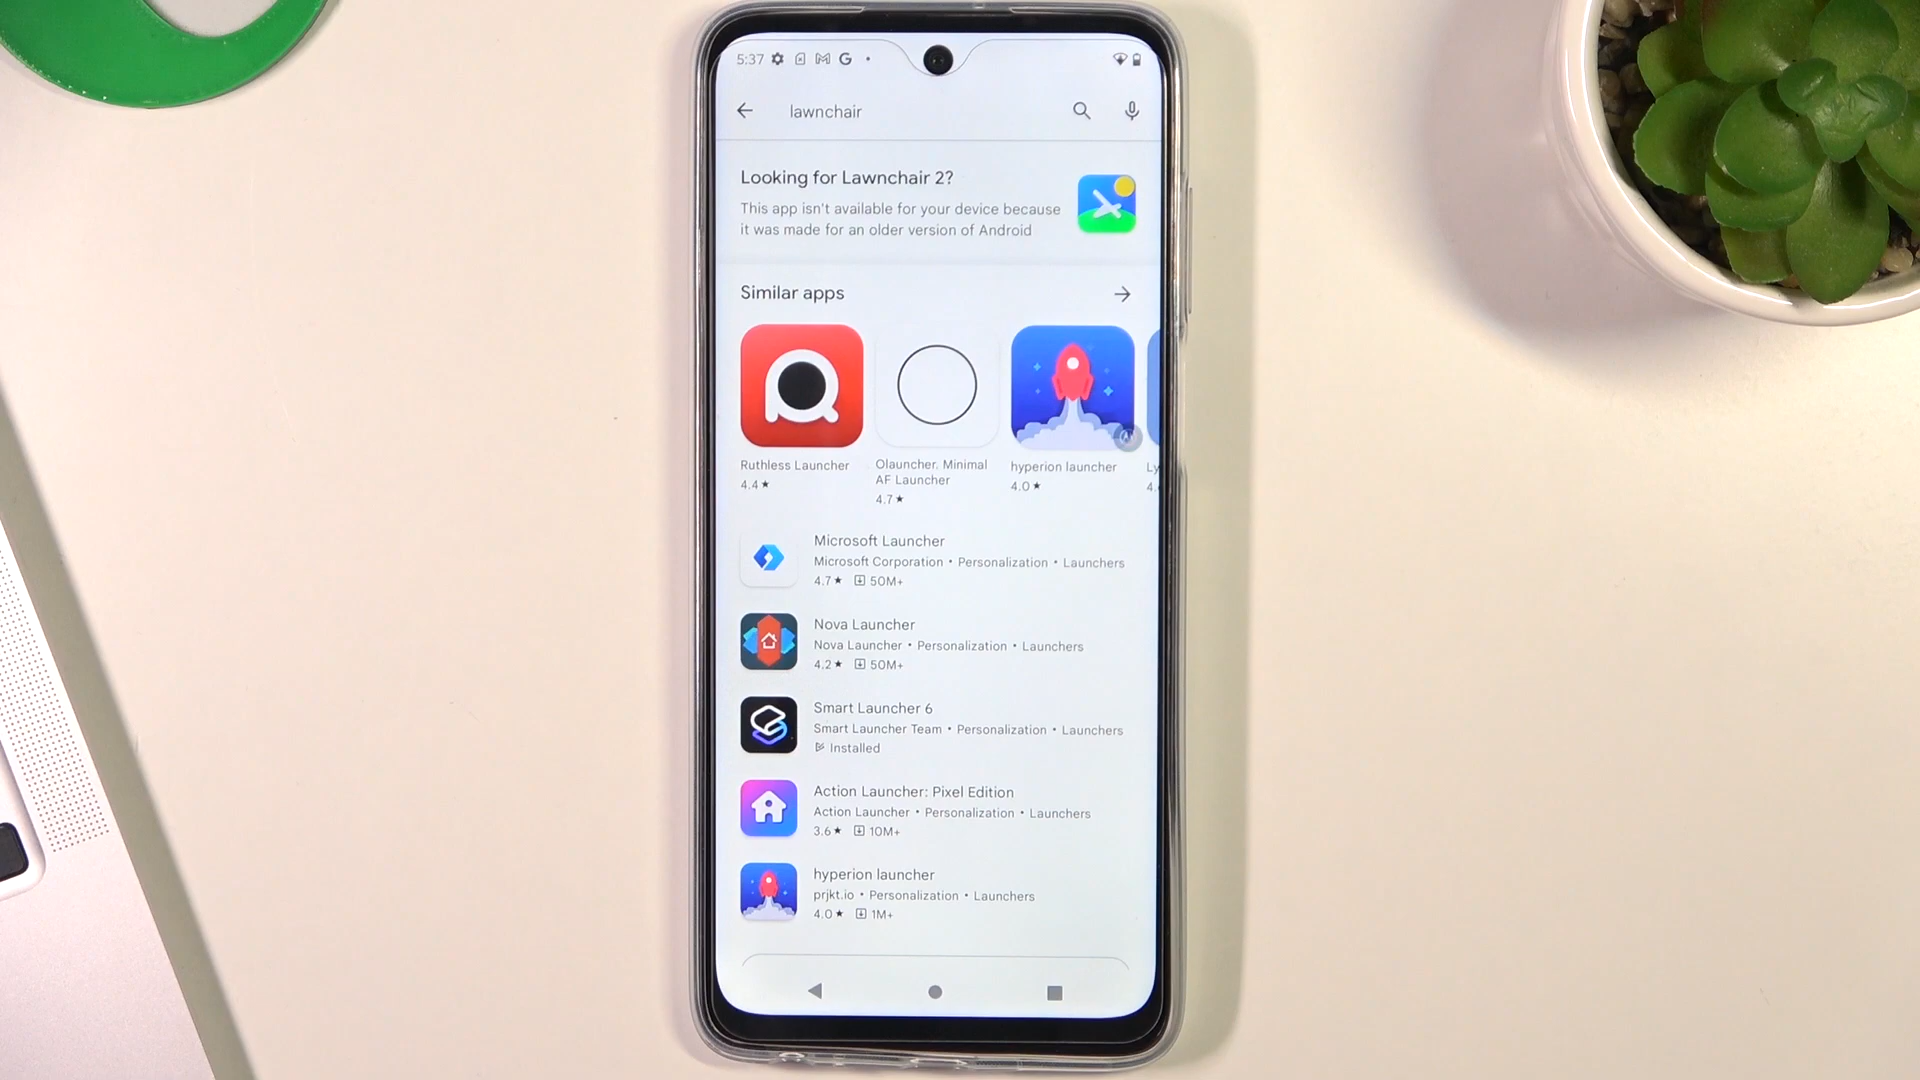 5:37
lawnchair
Looking for Lawnchair 2?
This app isn't available for your device because
it was made for an older version of Android
Similar apps
Ruthless Launcher
4.4★
Olauncher. Minimal
AF Launcher
4.7★
hyperion launcher
4.0★
Ly
4.
Microsoft Launcher
Microsoft Corporation • Personalization • Launchers
4.7★ 50M+
Nova Launcher
Nova Launcher • Personalization • Launchers
4.2★ 50M+
Smart Launcher 6
Smart Launcher Team • Personalization • Launchers
Installed
Action Launcher: Pixel Edition
Action Launcher • Personalization • Launchers
3.6★ 10M+
hyperion launcher
prjkt.io • Personalization • Launchers
4.0★ 1M+